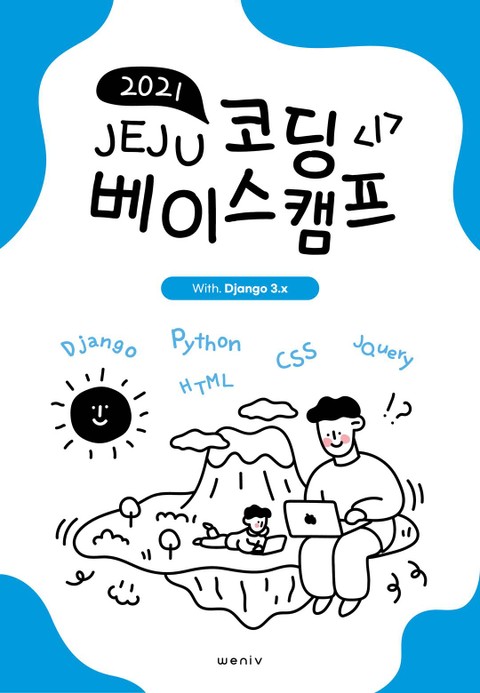 2021
JEJU 코딩 </>
베이스캠프
With. Django 3.x
Django Python CSS JQuery
HTML
!?
weniv